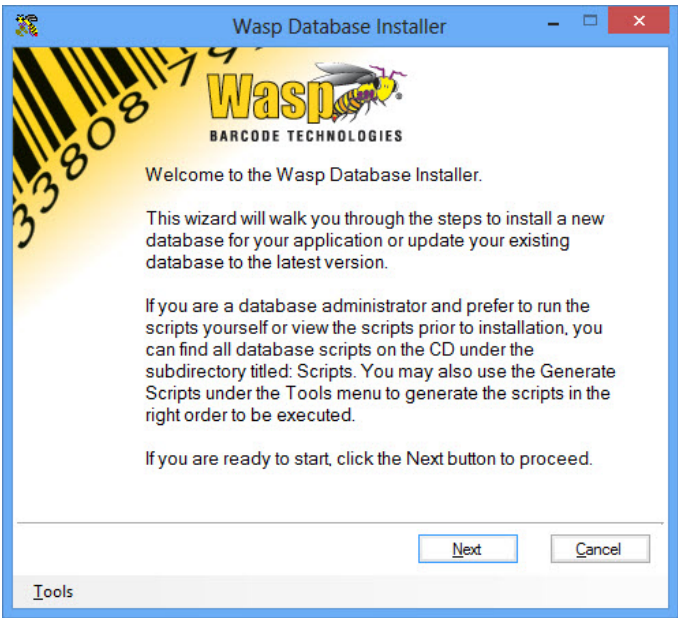 Wasp Database Installer
Wasp
BARCODE TECHNOLOGIES
33808 79
Welcome to the Wasp Database Installer.
This wizard will walk you through the steps to install a new
database for your application or update your existing
database to the latest version.
If you are a database administrator and prefer to run the
scripts yourself or view the scripts prior to installation, you
can find all database scripts on the CD under the
subdirectory titled: Scripts. You may also use the Generate
Scripts under the Tools menu to generate the scripts in the
right order to be executed.
If you are ready to start, click the Next button to proceed.
Next
Cancel
Tools